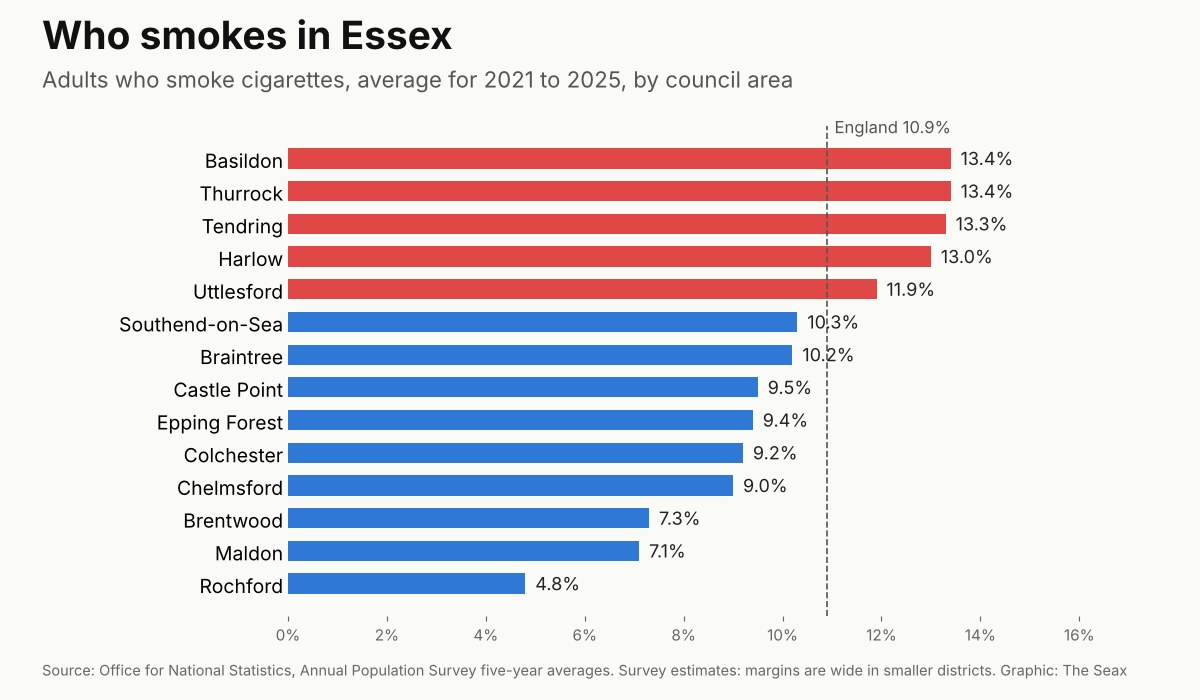 Who smokes in Essex
Adults who smoke cigarettes, average for 2021 to 2025, by council area
England 10.9%
Basildon 13.4%
Thurrock 13.4%
Tendring 13.3%
Harlow 13.0%
Uttlesford 11.9%
Southend-on-Sea 10.3%
Braintree 10.2%
Castle Point 9.5%
Epping Forest 9.4%
Colchester 9.2%
Chelmsford 9.0%
Brentwood 7.3%
Maldon 7.1%
Rochford 4.8%
0% 2% 4% 6% 8% 10% 12% 14% 16%
Source: Office for National Statistics, Annual Population Survey five-year averages. Survey estimates: margins are wide in smaller districts. Graphic: The Seax